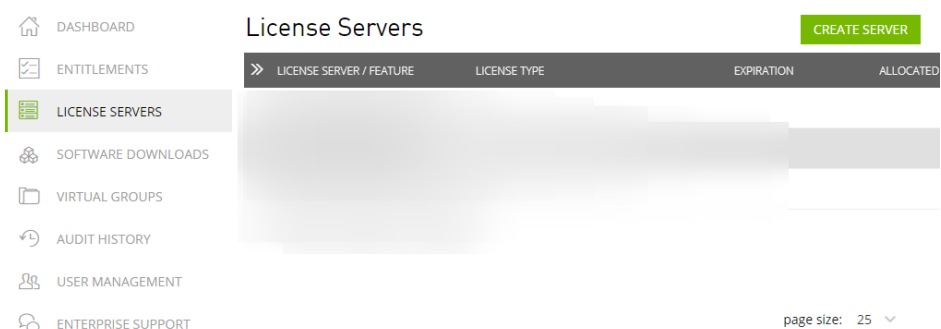 DASHBOARD
ENTITLEMENTS
LICENSE SERVERS
SOFTWARE DOWNLOADS
VIRTUAL GROUPS
AUDIT HISTORY
USER MANAGEMENT
ENTERPRISE SUPPORT
License Servers
CREATE SERVER
LICENSE SERVER / FEATURE LICENSE TYPE EXPIRATION ALLOCATED
page size: 25